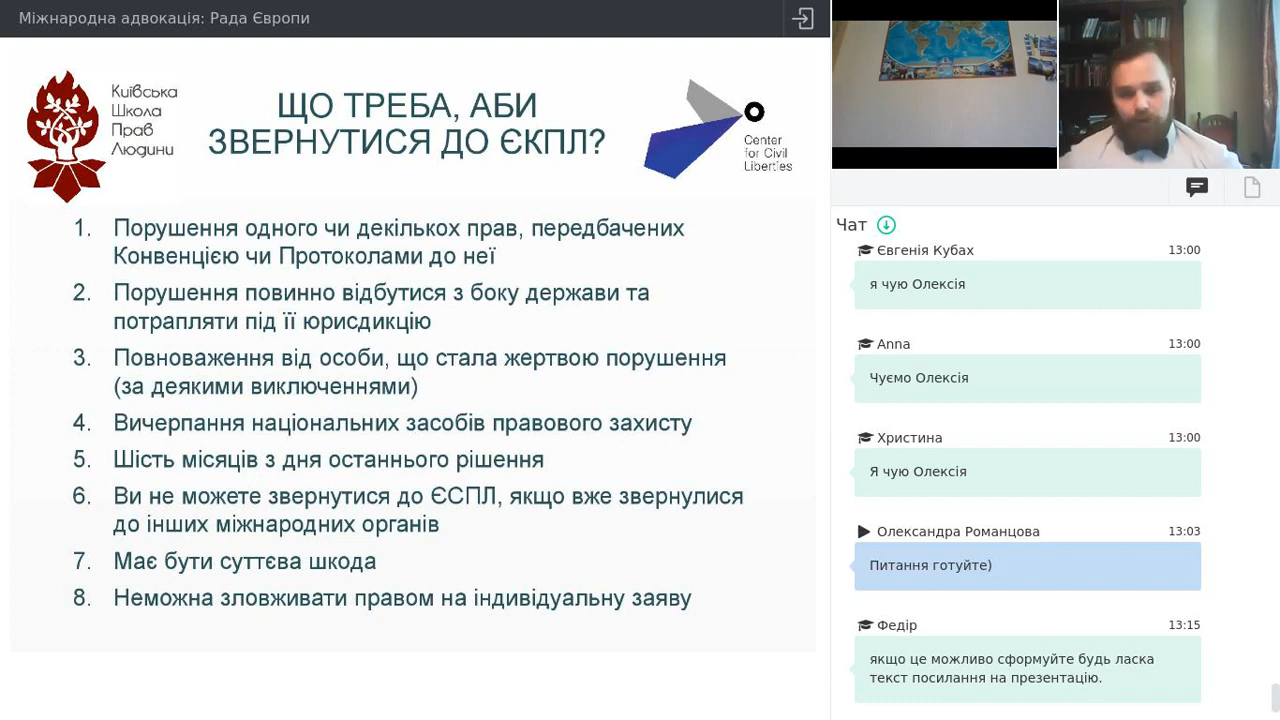 Міжнародна адвокація: Рада Європи
Київська
Школа
Прав
Людини
ЩО ТРЕБА, АБИ
ЗВЕРНУТИСЯ ДО ЄКПЛ?
Center
for Civil
Liberties
1. Порушення одного чи декількох прав, передбачених
Конвенцією чи Протоколами до неї
2. Порушення повинно відбутися з боку держави та
потрапляти під її юрисдикцію
3. Повноваження від особи, що стала жертвою порушення
(за деякими виключеннями)
4. Вичерпання національних засобів правового захисту
5. Шість місяців з дня останнього рішення
6. Ви не можете звернутися до ЄСПЛ, якщо вже звернулися
до інших міжнародних органів
7. Має бути суттєва шкода
8. Неможна зловживати правом на індивідуальну заяву
Чат
Євгенія Кубах 13:00
я чую Олексія
Anna 13:00
Чуємо Олексія
Христина 13:00
Я чую Олексія
Олександра Романцова 13:03
Питання готуйте)
Федір 13:15
якщо це можливо сформуйте будь ласка
текст посилання на презентацію.